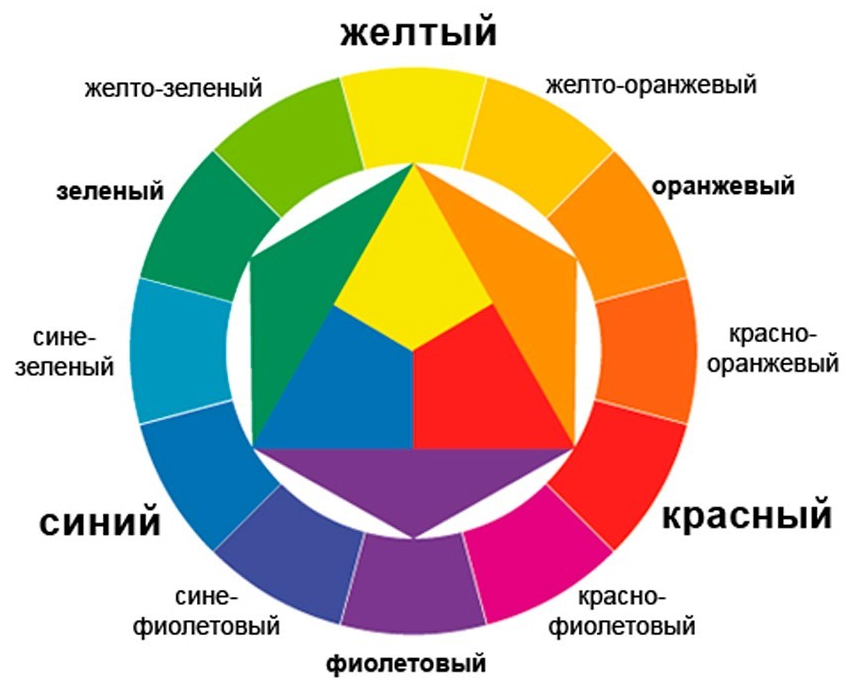 желтый
желто-зеленый
желто-оранжевый
зеленый
оранжевый
сине-
зеленый
красно-
оранжевый
синий
красный
сине-
фиолетовый
красно-
фиолетовый
фиолетовый